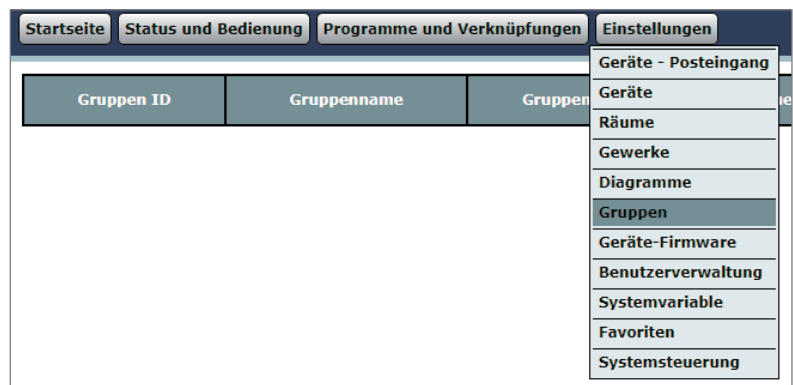 Startseite Status und Bedienung Programme und Verknüpfungen Einstellungen
Gruppen ID Gruppenname Gruppen
Geräte - Posteingang
Geräte
Räume
Gewerke
Diagramme
Gruppen
Geräte-Firmware
Benutzerverwaltung
Systemvariable
Favoriten
Systemsteuerung